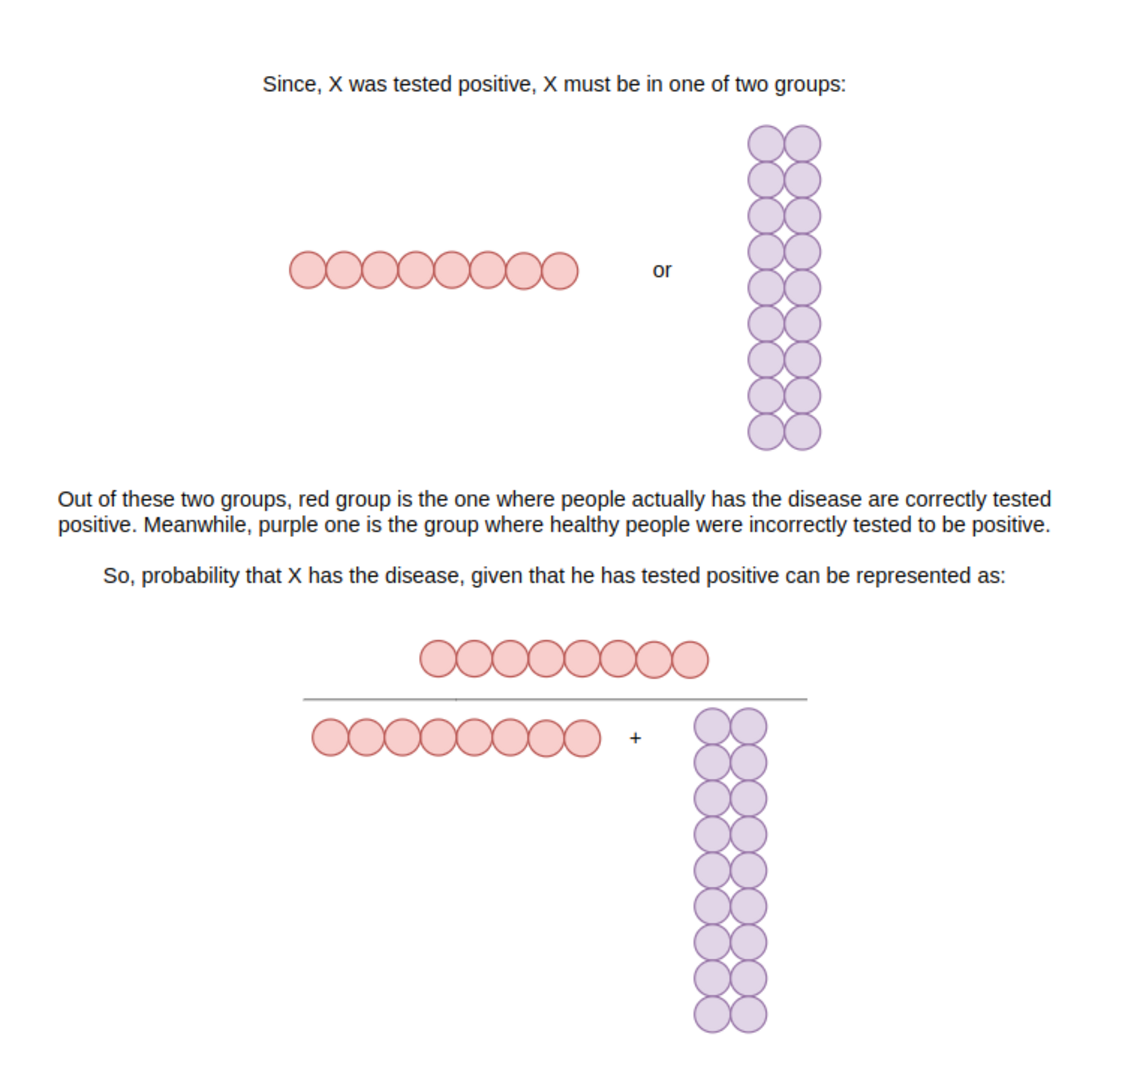 Since, X was tested positive, X must be in one of two groups:
or
Out of these two groups, red group is the one where people actually has the disease are correctly tested
positive. Meanwhile, purple one is the group where healthy people were incorrectly tested to be positive.
So, probability that X has the disease, given that he has tested positive can be represented as:
+